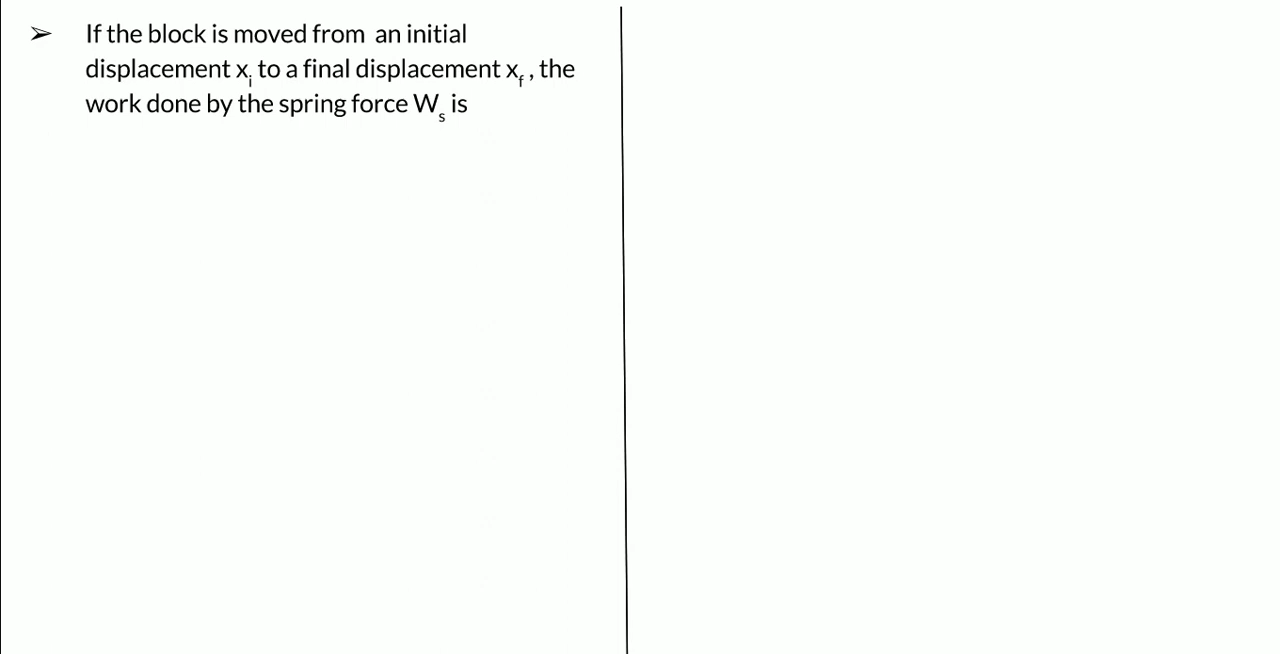 ➢ If the block is moved from an initial
displacement xᵢ to a final displacement x_f , the
work done by the spring force Wₛ is